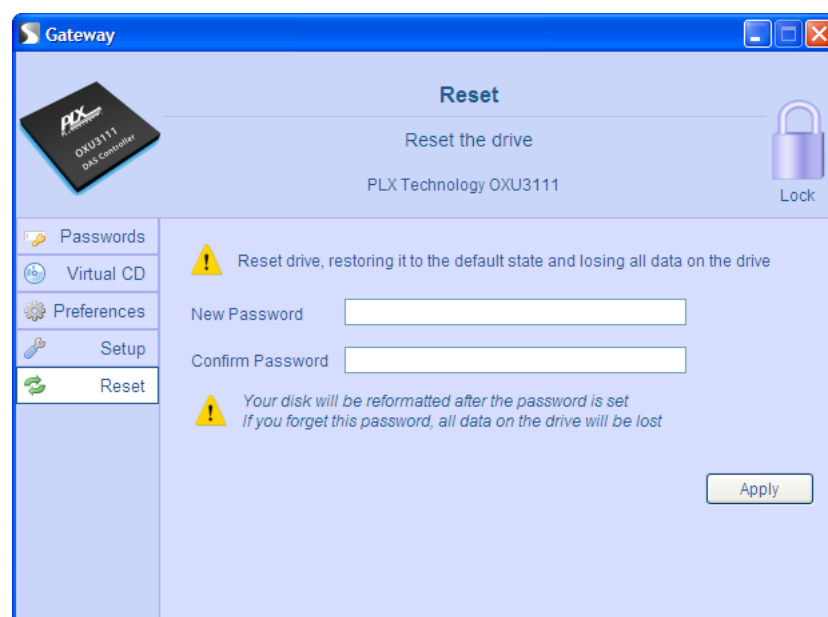 Gateway
PLX
OXU3111
DAS Controller
Reset
Reset the drive
PLX Technology OXU3111
Lock
Passwords
Virtual CD
Preferences
Setup
Reset
Reset drive, restoring it to the default state and losing all data on the drive
New Password
Confirm Password
Your disk will be reformatted after the password is set
If you forget this password, all data on the drive will be lost
Apply